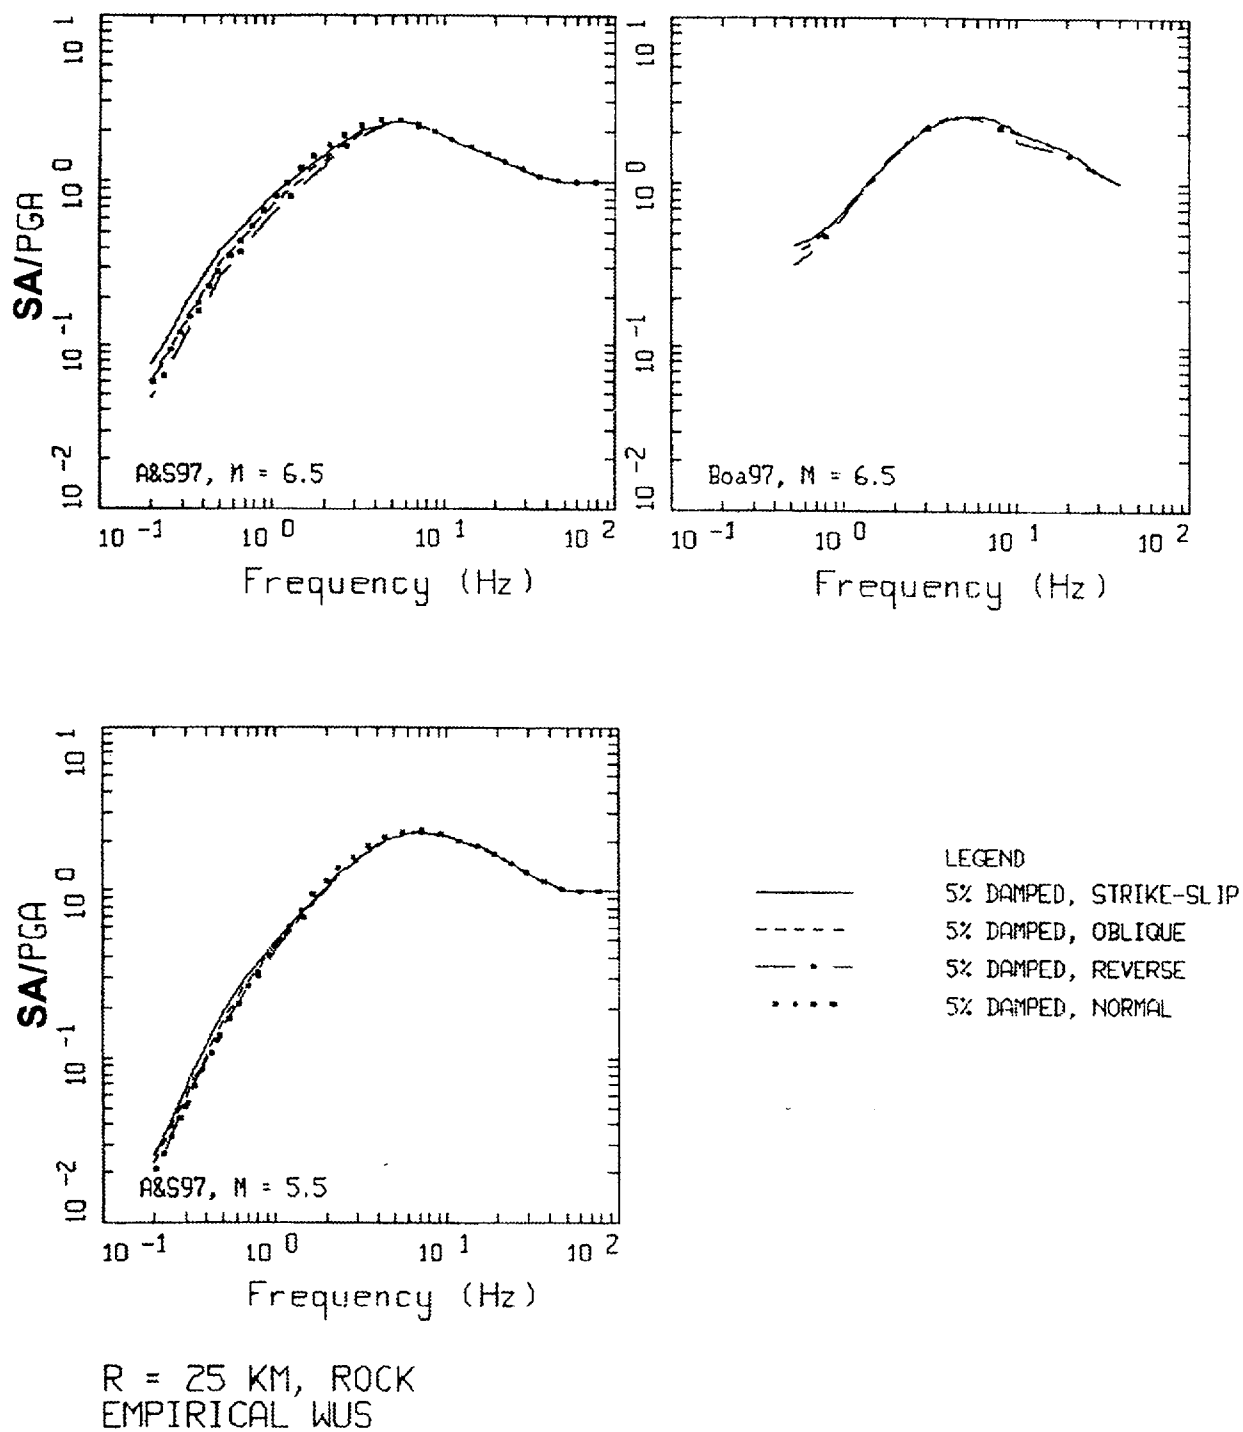 10 1
10 0
10 -1
10 -2
SA/PGA
A&S97, M = 6.5
10 -1
10 0
10 1
10 2
Frequency (Hz)
10 1
10 0
10 -1
10 -2
Boa97, M = 6.5
10 -1
10 0
10 1
10 2
Frequency (Hz)
10 1
10 0
10 -1
10 -2
SA/PGA
A&S97, M = 5.5
10 -1
10 0
10 1
10 2
Frequency (Hz)
LEGEND
5% DAMPED, STRIKE-SLIP
5% DAMPED, OBLIQUE
5% DAMPED, REVERSE
5% DAMPED, NORMAL
R = 25 KM, ROCK
EMPIRICAL WUS